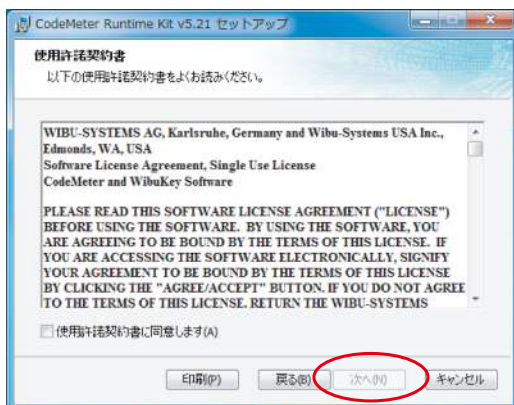 CodeMeter Runtime Kit v5.21 セットアップ
使用許諾契約書
以下の使用許諾契約書をよくお読みください。
WIBU-SYSTEMS AG, Karlsruhe, Germany and Wibu-Systems USA Inc.,
Edmonds, WA, USA
Software License Agreement, Single Use License
CodeMeter and WibuKey Software
PLEASE READ THIS SOFTWARE LICENSE AGREEMENT ("LICENSE")
BEFORE USING THE SOFTWARE. BY USING THE SOFTWARE, YOU
ARE AGREEING TO BE BOUND BY THE TERMS OF THIS LICENSE. IF
YOU ARE ACCESSING THE SOFTWARE ELECTRONICALLY, SIGNIFY
YOUR AGREEMENT TO BE BOUND BY THE TERMS OF THIS LICENSE
BY CLICKING THE "AGREE/ACCEPT" BUTTON. IF YOU DO NOT AGREE
TO THE TERMS OF THIS LICENSE, RETURN THE WIBU-SYSTEMS
使用許諾契約書に同意します(A)
印刷(P) 戻る(B) 次へ(N) キャンセル